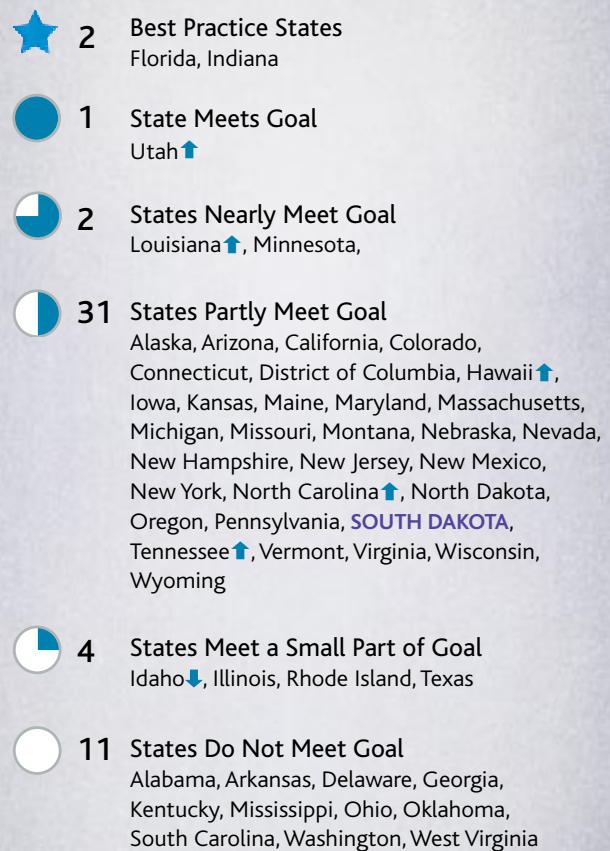 2 Best Practice States
Florida, Indiana
1 State Meets Goal
Utah⬆
2 States Nearly Meet Goal
Louisiana⬆, Minnesota,
31 States Partly Meet Goal
Alaska, Arizona, California, Colorado,
Connecticut, District of Columbia, Hawaii⬆,
Iowa, Kansas, Maine, Maryland, Massachusetts,
Michigan, Missouri, Montana, Nebraska, Nevada,
New Hampshire, New Jersey, New Mexico,
New York, North Carolina⬆, North Dakota,
Oregon, Pennsylvania, SOUTH DAKOTA,
Tennessee⬆, Vermont, Virginia, Wisconsin,
Wyoming
4 States Meet a Small Part of Goal
Idaho⬇, Illinois, Rhode Island, Texas
11 States Do Not Meet Goal
Alabama, Arkansas, Delaware, Georgia,
Kentucky, Mississippi, Ohio, Oklahoma,
South Carolina, Washington, West Virginia